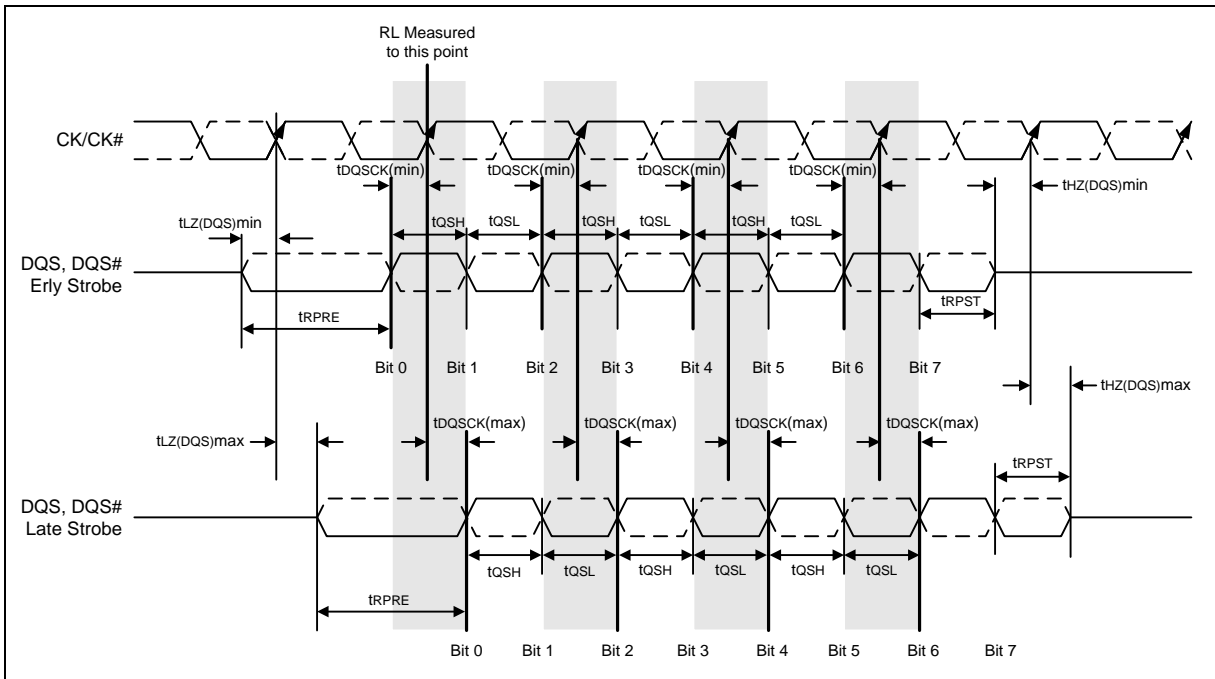 RL Measured
to this point
CK/CK#
tDQSCK(min) tDQSCK(min) tDQSCK(min) tDQSCK(min)
tHZ(DQS)min
tLZ(DQS)min
tQSH tQSL tQSH tQSL tQSH tQSL
DQS, DQS#
Erly Strobe
tRPRE
tRPST
Bit 0 Bit 1 Bit 2 Bit 3 Bit 4 Bit 5 Bit 6 Bit 7
tHZ(DQS)max
tLZ(DQS)max
tDQSCK(max) tDQSCK(max) tDQSCK(max) tDQSCK(max)
tRPST
DQS, DQS#
Late Strobe
tQSH tQSL tQSH tQSL tQSH tQSL
tRPRE
Bit 0 Bit 1 Bit 2 Bit 3 Bit 4 Bit 5 Bit 6 Bit 7